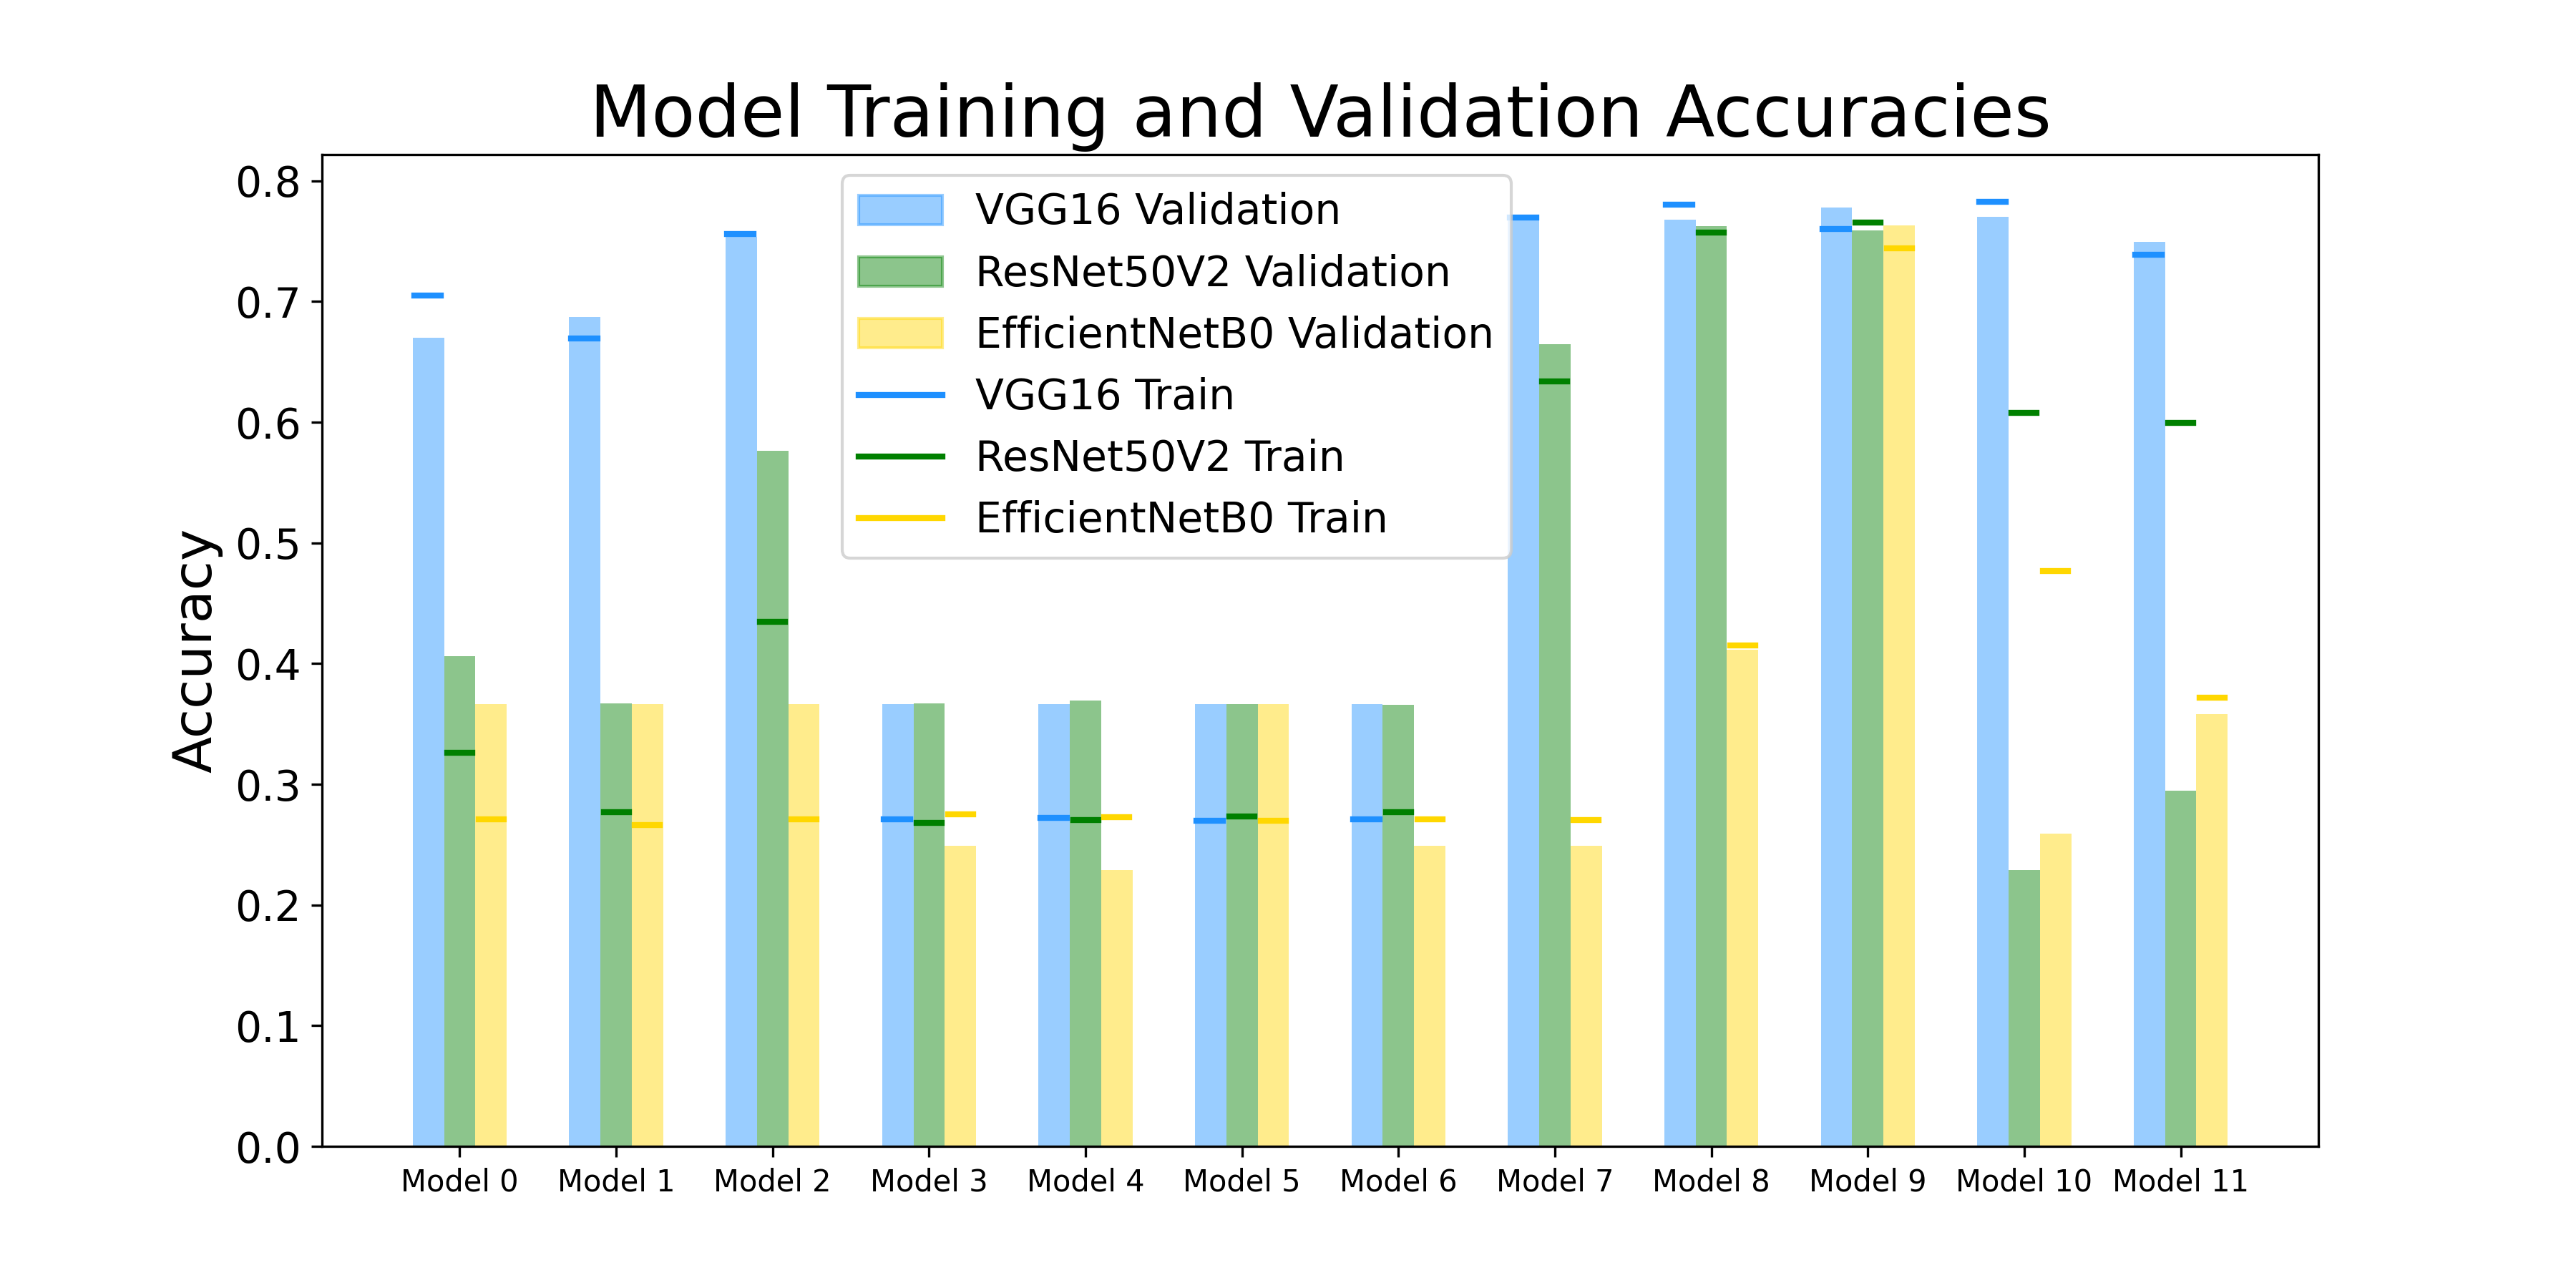 Model Training and Validation Accuracies
Accuracy
0.8
0.7
0.6
0.5
0.4
0.3
0.2
0.1
0.0
VGG16 Validation
ResNet50V2 Validation
EfficientNetB0 Validation
VGG16 Train
ResNet50V2 Train
EfficientNetB0 Train
Model 0 Model 1 Model 2 Model 3 Model 4 Model 5 Model 6 Model 7 Model 8 Model 9 Model 10 Model 11